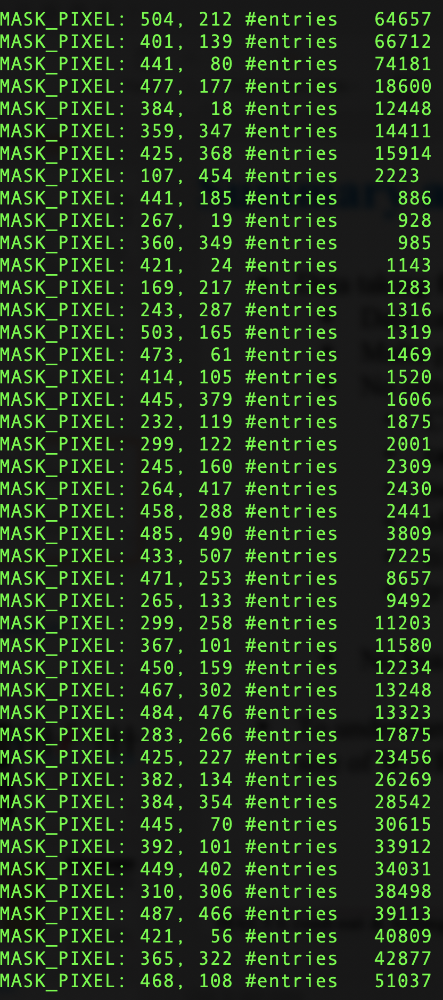 MASK_PIXEL: 504, 212 #entries   64657
MASK_PIXEL: 401, 139 #entries   66712
MASK_PIXEL: 441,  80 #entries   74181
MASK_PIXEL: 477, 177 #entries   18600
MASK_PIXEL: 384,  18 #entries   12448
MASK_PIXEL: 359, 347 #entries   14411
MASK_PIXEL: 425, 368 #entries   15914
MASK_PIXEL: 107, 454 #entries   2223
MASK_PIXEL: 441, 185 #entries     886
MASK_PIXEL: 267,  19 #entries     928
MASK_PIXEL: 360, 349 #entries     985
MASK_PIXEL: 421,  24 #entries    1143
MASK_PIXEL: 169, 217 #entries    1283
MASK_PIXEL: 243, 287 #entries    1316
MASK_PIXEL: 503, 165 #entries    1319
MASK_PIXEL: 473,  61 #entries    1469
MASK_PIXEL: 414, 105 #entries    1520
MASK_PIXEL: 445, 379 #entries    1606
MASK_PIXEL: 232, 119 #entries    1875
MASK_PIXEL: 299, 122 #entries    2001
MASK_PIXEL: 245, 160 #entries    2309
MASK_PIXEL: 264, 417 #entries    2430
MASK_PIXEL: 458, 288 #entries    2441
MASK_PIXEL: 485, 490 #entries    3809
MASK_PIXEL: 433, 507 #entries    7225
MASK_PIXEL: 471, 253 #entries    8657
MASK_PIXEL: 265, 133 #entries    9492
MASK_PIXEL: 299, 258 #entries   11203
MASK_PIXEL: 367, 101 #entries   11580
MASK_PIXEL: 450, 159 #entries   12234
MASK_PIXEL: 467, 302 #entries   13248
MASK_PIXEL: 484, 476 #entries   13323
MASK_PIXEL: 283, 266 #entries   17875
MASK_PIXEL: 425, 227 #entries   23456
MASK_PIXEL: 382, 134 #entries   26269
MASK_PIXEL: 384, 354 #entries   28542
MASK_PIXEL: 445,  70 #entries   30615
MASK_PIXEL: 392, 101 #entries   33912
MASK_PIXEL: 449, 402 #entries   34031
MASK_PIXEL: 310, 306 #entries   38498
MASK_PIXEL: 487, 466 #entries   39113
MASK_PIXEL: 421,  56 #entries   40809
MASK_PIXEL: 365, 322 #entries   42877
MASK_PIXEL: 468, 108 #entries   51037